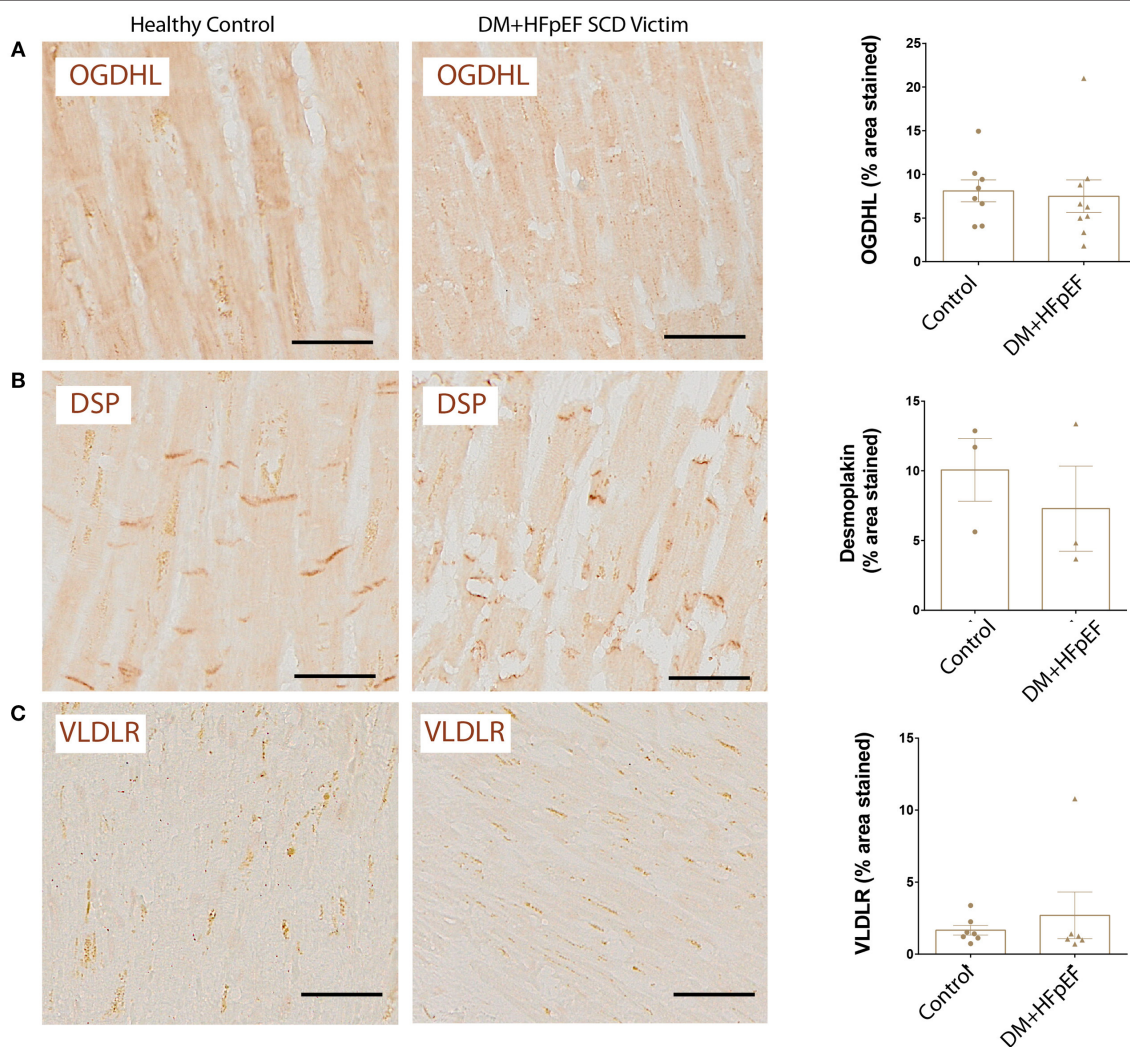 Healthy Control
DM+HFpEF SCD Victim
A
OGDHL
OGDHL
OGDHL (% area stained)
25
20
15
10
5
0
Control
DM+HFpEF
B
DSP
DSP
Desmoplakin
(% area stained)
15
10
5
0
Control
DM+HFpEF
C
VLDLR
VLDLR
VLDLR (% area stained)
15
10
5
0
Control
DM+HFpEF